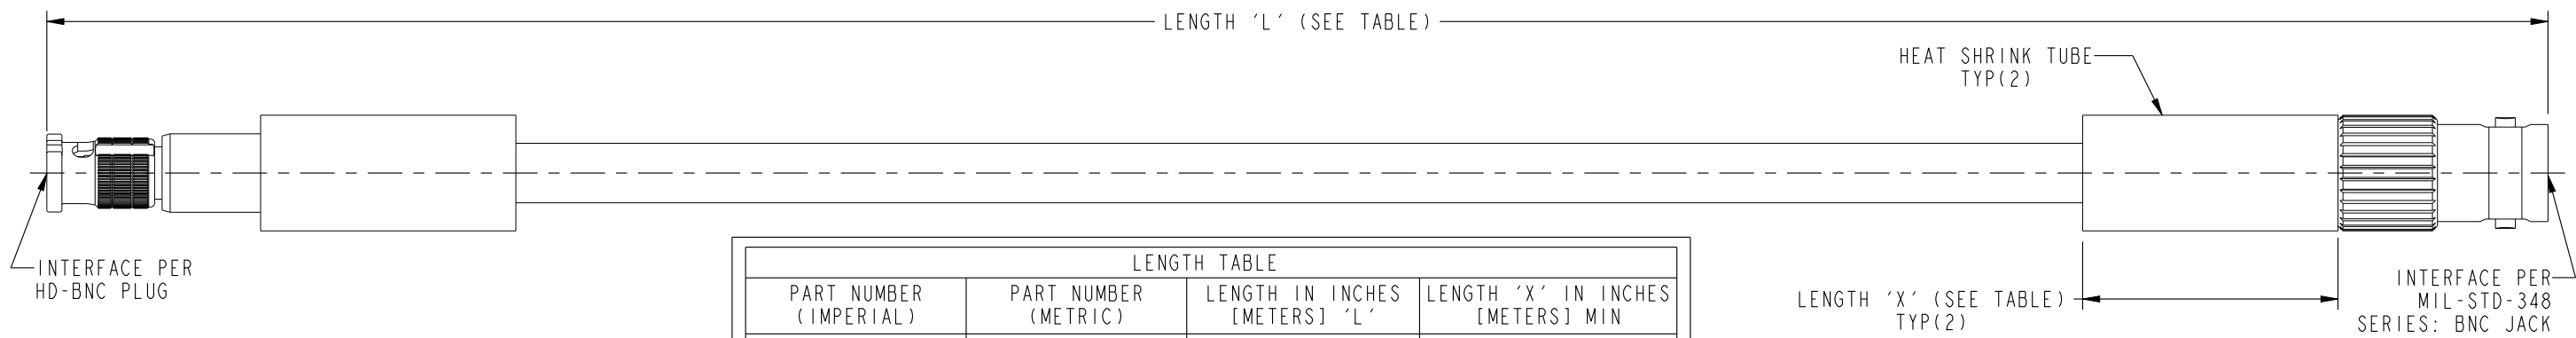 LENGTH 'L' (SEE TABLE)
HEAT SHRINK TUBE
TYP(2)
INTERFACE PER
HD-BNC PLUG
LENGTH TABLE
PART NUMBER
(IMPERIAL)
PART NUMBER
(METRIC)
LENGTH IN INCHES
[METERS] 'L'
LENGTH 'X' IN INCHES
[METERS] MIN
LENGTH 'X' (SEE TABLE)
TYP(2)
INTERFACE PER
MIL-STD-348
SERIES: BNC JACK